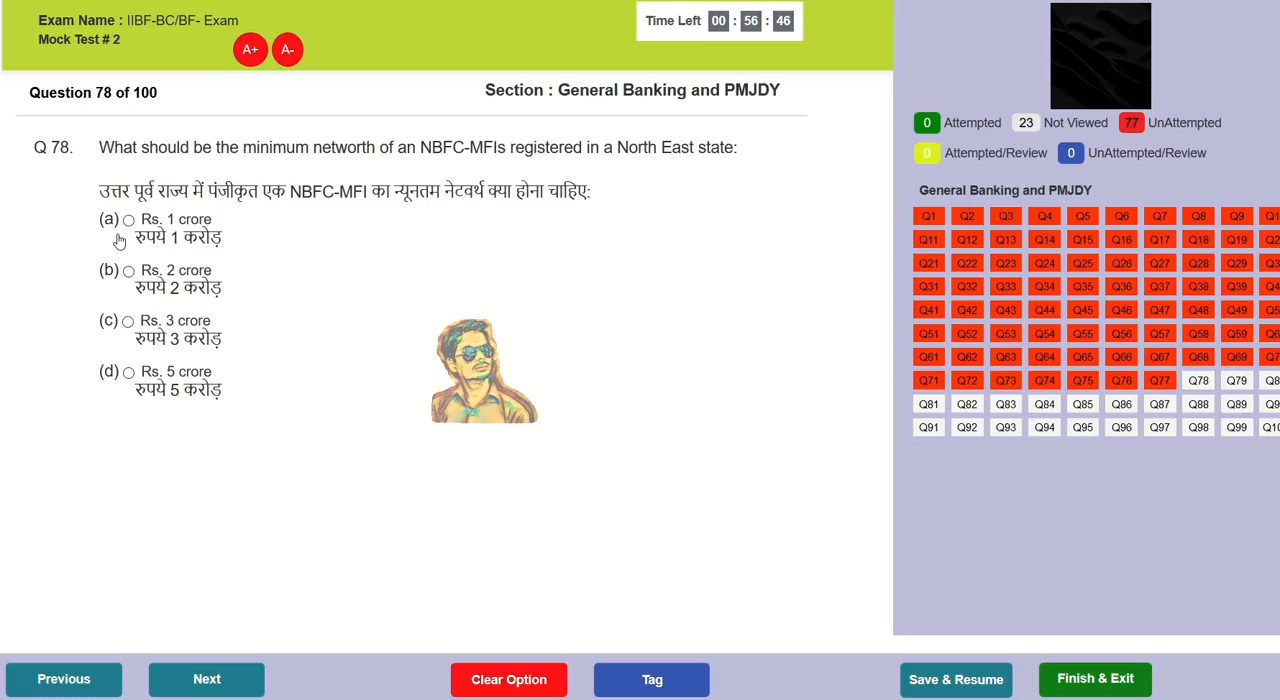 Exam Name : IIBF-BC/BF- Exam
Mock Test # 2
A+ A-
Time Left 00 : 56 : 46
Question 78 of 100
Section : General Banking and PMJDY
Q 78. What should be the minimum networth of an NBFC-MFIs registered in a North East state:
उत्तर पूर्व राज्य में पंजीकृत एक NBFC-MFI का न्यूनतम नेटवर्थ क्या होना चाहिए:
(a) Rs. 1 crore
रुपये 1 करोड़
(b) Rs. 2 crore
रुपये 2 करोड़
(c) Rs. 3 crore
रुपये 3 करोड़
(d) Rs. 5 crore
रुपये 5 करोड़
0 Attempted 23 Not Viewed 77 UnAttempted
0 Attempted/Review 0 UnAttempted/Review
General Banking and PMJDY
Q1 Q2 Q3 Q4 Q5 Q6 Q7 Q8 Q9
Q11 Q12 Q13 Q14 Q15 Q16 Q17 Q18 Q19
Q21 Q22 Q23 Q24 Q25 Q26 Q27 Q28 Q29
Q31 Q32 Q33 Q34 Q35 Q36 Q37 Q38 Q39
Q41 Q42 Q43 Q44 Q45 Q46 Q47 Q48 Q49
Q51 Q52 Q53 Q54 Q55 Q56 Q57 Q58 Q59
Q61 Q62 Q63 Q64 Q65 Q66 Q67 Q68 Q69
Q71 Q72 Q73 Q74 Q75 Q76 Q77 Q78 Q79
Q81 Q82 Q83 Q84 Q85 Q86 Q87 Q88 Q89
Q91 Q92 Q93 Q94 Q95 Q96 Q97 Q98 Q99
Previous Next Clear Option Tag Save & Resume Finish & Exit